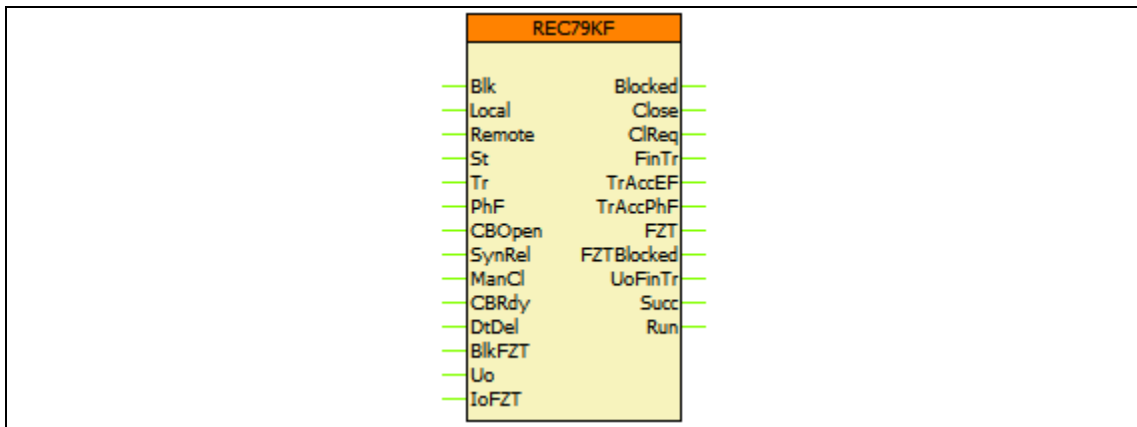 REC79KF
Blk Blocked
Local Close
Remote ClReq
St FinTr
Tr TrAccEF
PhF TrAccPhF
CBOpen FZT
SynRel FZTBlocked
ManCl UoFinTr
CBRdy Succ
DtDel Run
BlkFZT
Uo
IoFZT